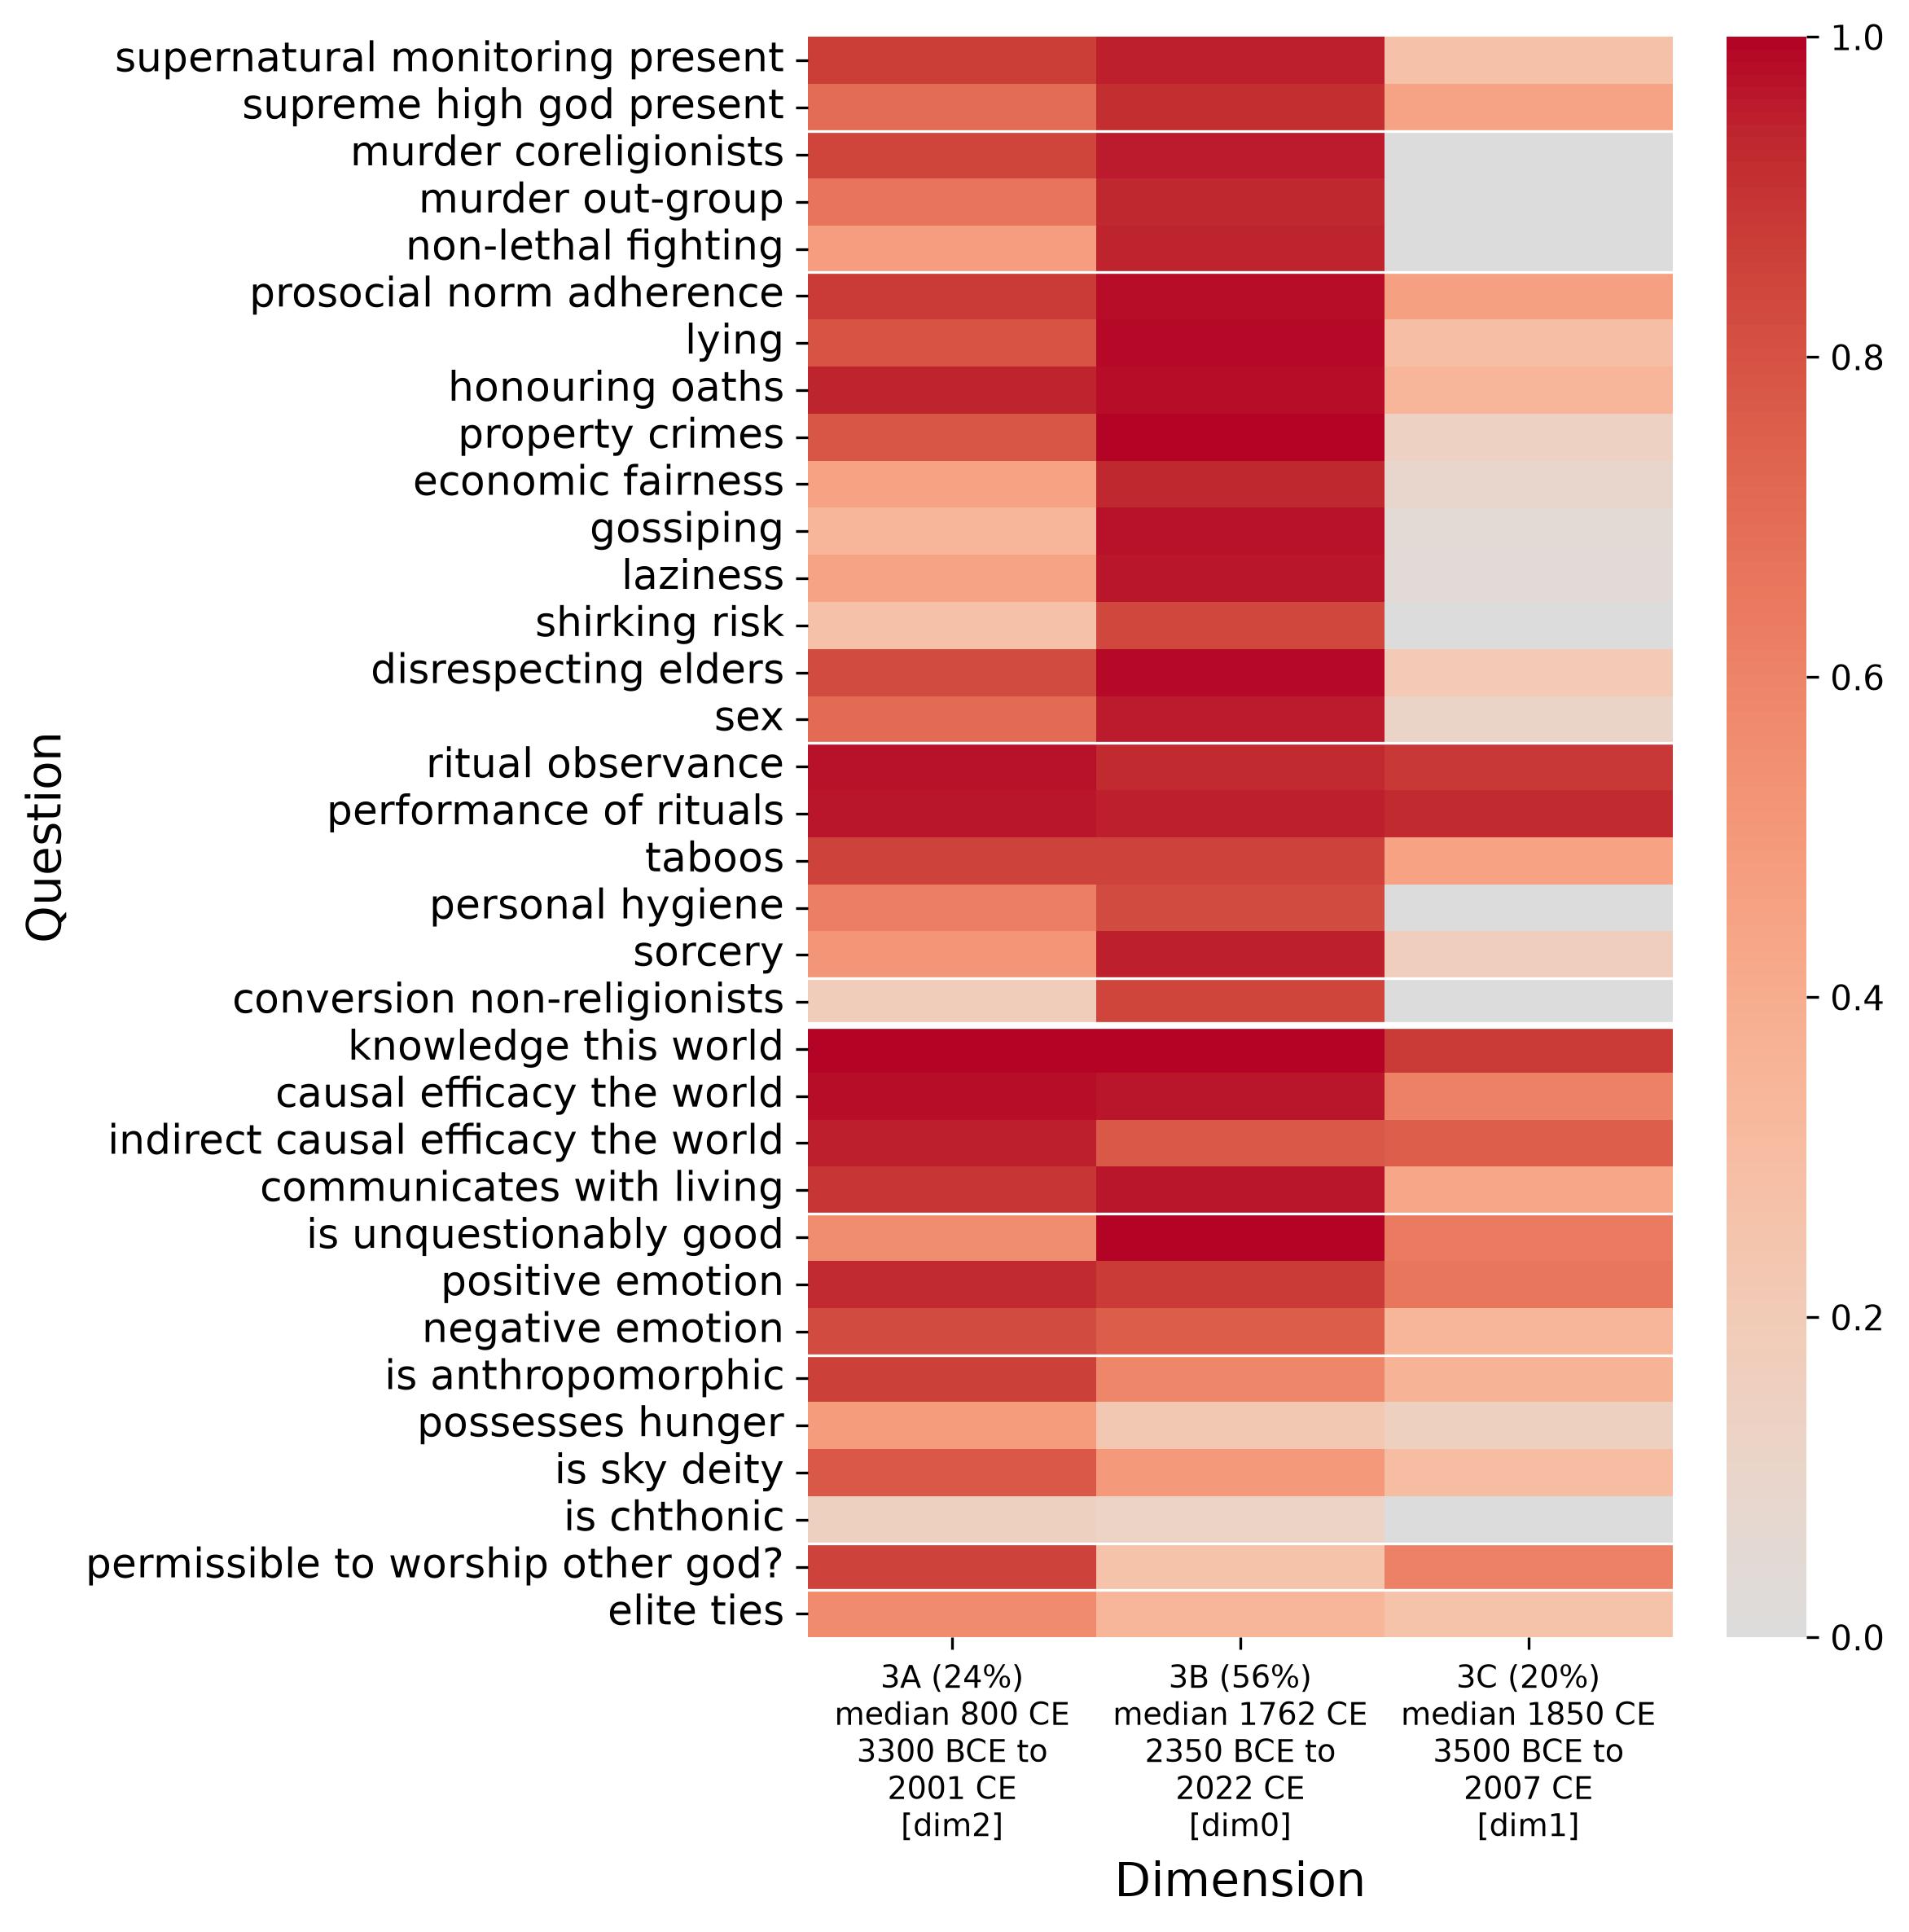 Question
supernatural monitoring present
supreme high god present
murder coreligionists
murder out-group
non-lethal fighting
prosocial norm adherence
lying
honouring oaths
property crimes
economic fairness
gossiping
laziness
shirking risk
disrespecting elders
sex
ritual observance
performance of rituals
taboos
personal hygiene
sorcery
conversion non-religionists
knowledge this world
causal efficacy the world
indirect causal efficacy the world
communicates with living
is unquestionably good
positive emotion
negative emotion
is anthropomorphic
possesses hunger
is sky deity
is chthonic
permissible to worship other god?
elite ties
1.0
0.8
0.6
0.4
0.2
0.0
3A (24%)
median 800 CE
3300 BCE to
2001 CE
[dim2]
3B (56%)
median 1762 CE
2350 BCE to
2022 CE
[dim0]
3C (20%)
median 1850 CE
3500 BCE to
2007 CE
[dim1]
Dimension